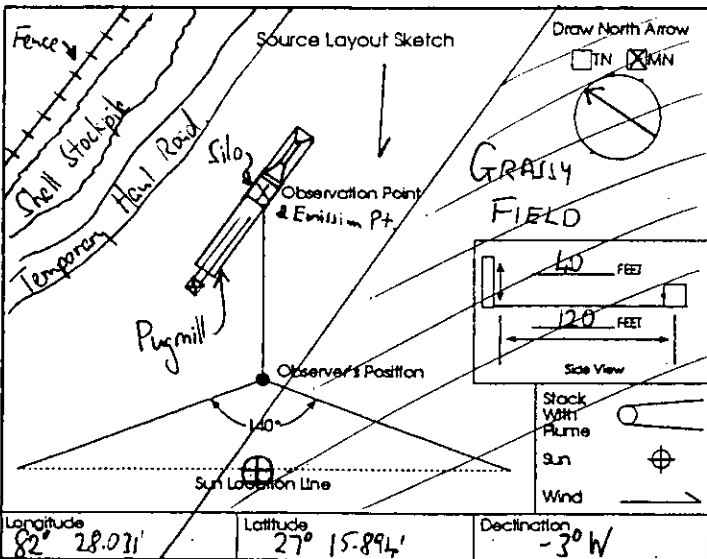 Source Layout Sketch
Draw North Arrow
TN MN
Fence
Shell Stockpile
Temporary Haul Road
Silo
Observation Point
& Emission Pt.
GRASSY
FIELD
40 FEET
120 FEET
Side View
Pugmill
Observer's Position
140°
Sun Location Line
Stack
With
Plume
Sun
Wind
Longitude
82° 28.031'
Latitude
27° 15.894'
Declination
-3° W